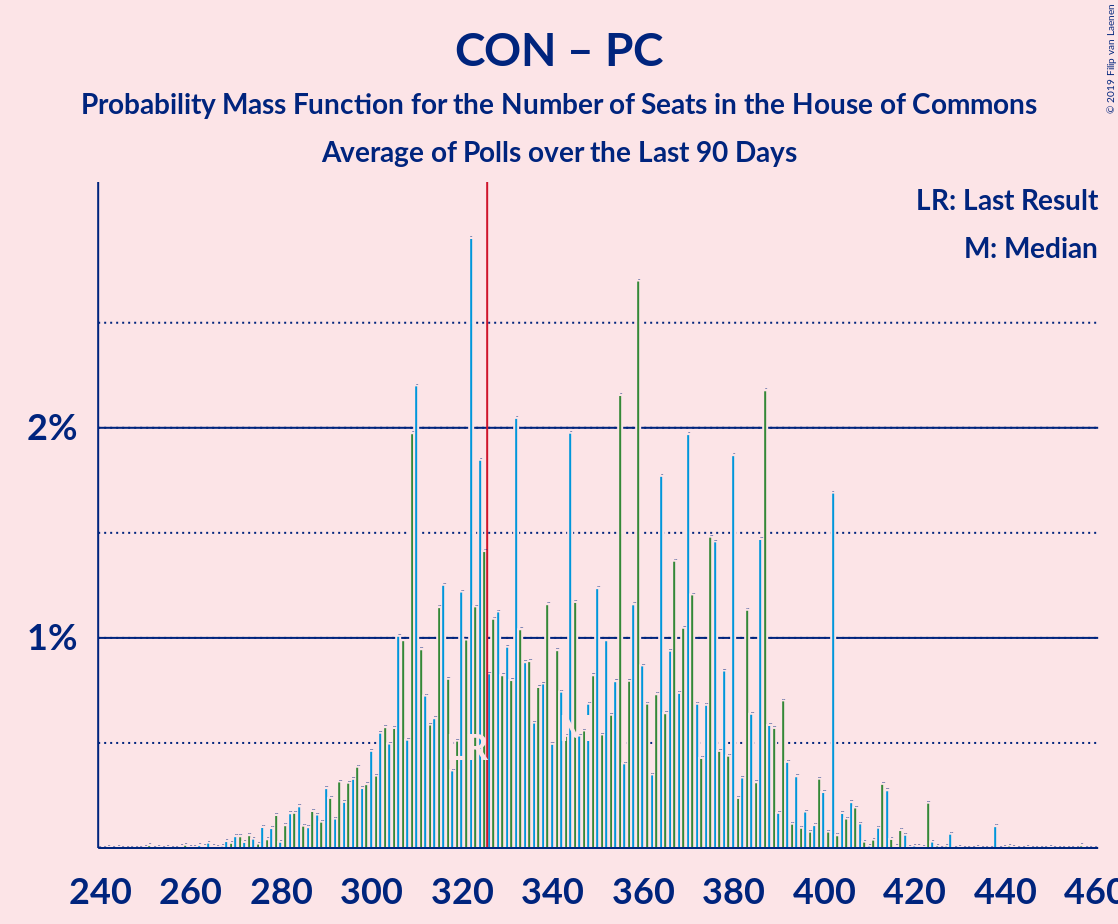 CON – PC
Probability Mass Function for the Number of Seats in the House of Commons
Average of Polls over the Last 90 Days
© 2019 Filip van Laenen
LR: Last Result
M: Median
2%
1%
LR
M
240 260 280 300 320 340 360 380 400 420 440 460